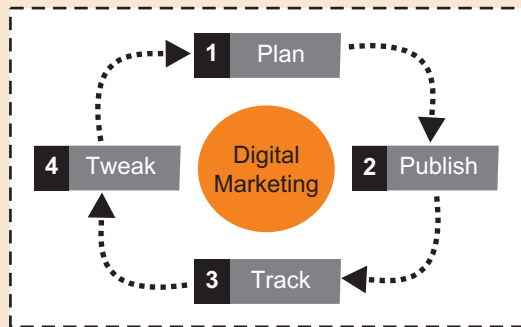 1 Plan
Digital
Marketing
2 Publish
3 Track
4 Tweak